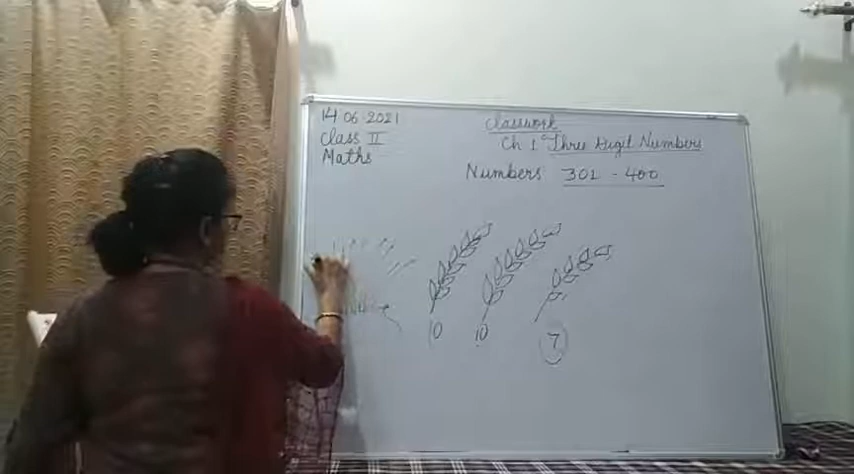 14.06.2021
Class II
Maths
Classwork
Ch 1 Three Digit Numbers
Numbers 301 - 400
10 10 7